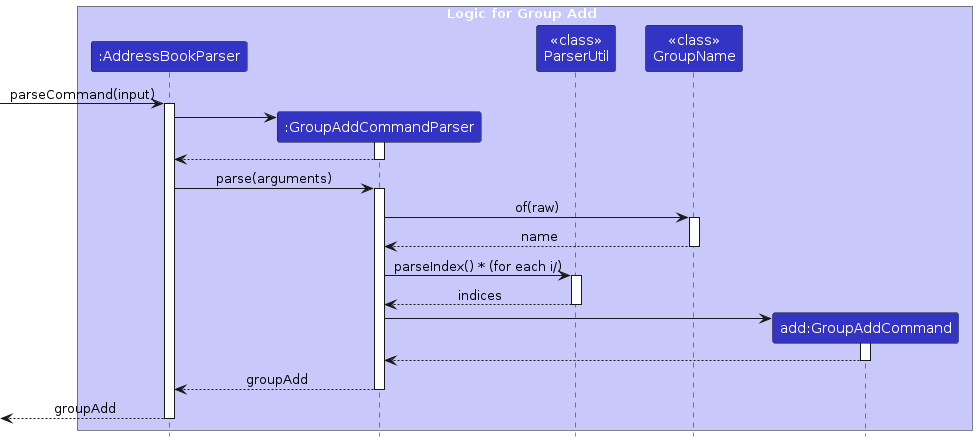 Logic for Group Add
:AddressBookParser
«class»
ParserUtil
«class»
GroupName
parseCommand(input)
:GroupAddCommandParser
parse(arguments)
of(raw)
name
parseIndex() * (for each i/)
indices
add:GroupAddCommand
groupAdd
groupAdd